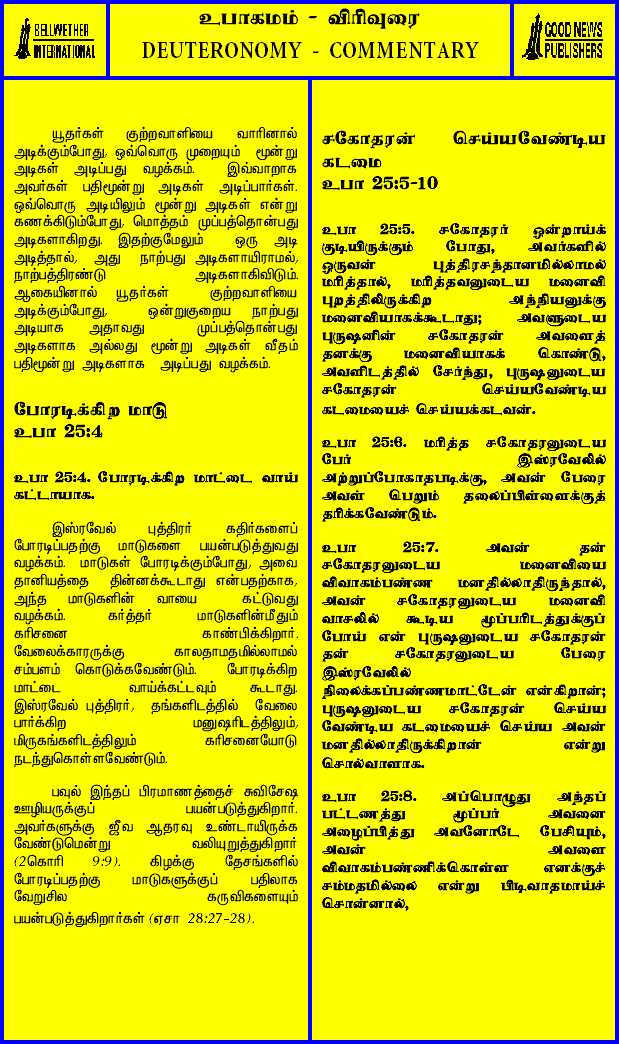 BELLWETHER
INTERNATIONAL
உபாகமம் - விரிவுரை
DEUTERONOMY - COMMENTARY
GOOD NEWS
PUBLISHERS
யூதர்கள் குற்றவாளியை வாரினால்
அடிக்கும்போது, ஒவ்வொரு முறையும் மூன்று
அடிகள் அடிப்பது வழக்கம். இவ்வாறாக
அவர்கள் பதிமூன்று அடிகள் அடிப்பார்கள்.
ஒவ்வொரு அடியிலும் மூன்று அடிகள் என்று
கணக்கிடும்போது, மொத்தம் முப்பத்தொன்பது
அடிகளாகிறது. இதற்குமேலும் ஒரு அடி
அடித்தால், அது நாற்பது அடிகளாயிராமல்,
நாற்பத்திரண்டு அடிகளாகிவிடும்.
ஆகையினால் யூதர்கள் குற்றவாளியை
அடிக்கும்போது, ஒன்றுகுறைய நாற்பது
அடியாக அதாவது முப்பத்தொன்பது
அடிகளாக அல்லது மூன்று அடிகள் வீதம்
பதிமூன்று அடிகளாக அடிப்பது வழக்கம்.
போரடிக்கிற மாடு
உபா 25:4
உபா 25:4. போரடிக்கிற மாட்டை வாய்
கட்டாயாக.
இஸ்ரவேல் புத்திரர் கதிர்களைப்
போரடிப்பதற்கு மாடுகளை பயன்படுத்துவது
வழக்கம். மாடுகள் போரடிக்கும்போது, அவை
தானியத்தை தின்னக்கூடாது என்பதற்காக,
அந்த மாடுகளின் வாயை கட்டுவது
வழக்கம். கர்த்தர் மாடுகளின்மீதும்
கரிசனை காண்பிக்கிறார்.
வேலைக்காரருக்கு காலதாமதமில்லாமல்
சம்பளம் கொடுக்கவேண்டும். போரடிக்கிற
மாட்டை வாய்க்கட்டவும் கூடாது.
இஸ்ரவேல் புத்திரர், தங்களிடத்தில் வேலை
பார்க்கிற மனுஷரிடத்திலும்,
மிருகங்களிடத்திலும் கரிசனையோடு
நடந்துகொள்ளவேண்டும்.
பவுல் இந்தப் பிரமாணத்தைச் சுவிசேஷ
ஊழியருக்குப் பயன்படுத்துகிறார்.
அவர்களுக்கு ஜீவ ஆதரவு உண்டாயிருக்க
வேண்டுமென்று வலியுறுத்துகிறார்
(2கொரி 9:9). கிழக்கு தேசங்களில்
போரடிப்பதற்கு மாடுகளுக்குப் பதிலாக
வேறுசில கருவிகளையும்
பயன்படுத்துகிறார்கள் (ஏசா 28:27-28).
சகோதரன் செய்யவேண்டிய
கடமை
உபா 25:5-10
உபா 25:5. சகோதரர் ஒன்றாய்க்
குடியிருக்கும் போது, அவர்களில்
ஒருவன் புத்திரசந்தானமில்லாமல்
மரித்தால், மரித்தவனுடைய மனைவி
புறத்திலிருக்கிற அந்நியனுக்கு
மனைவியாகக்கூடாது; அவளுடைய
புருஷனின் சகோதரன் அவளைத்
தனக்கு மனைவியாகக் கொண்டு,
அவளிடத்தில் சேர்ந்து, புருஷனுடைய
சகோதரன் செய்யவேண்டிய
கடமையைச் செய்யக்கடவன்.
உபா 25:6. மரித்த சகோதரனுடைய
பேர் இஸ்ரவேலில்
அற்றுப்போகாதபடிக்கு, அவன் பேரை
அவள் பெறும் தலைப்பிள்ளைக்குத்
தரிக்கவேண்டும்.
உபா 25:7. அவன் தன்
சகோதரனுடைய மனைவியை
விவாகம்பண்ண மனதில்லாதிருந்தால்,
அவன் சகோதரனுடைய மனைவி
வாசலில் கூடிய மூப்பரிடத்துக்குப்
போய் என் புருஷனுடைய சகோதரன்
தன் சகோதரனுடைய பேரை
இஸ்ரவேலில்
நிலைக்கப்பண்ணமாட்டேன் என்கிறான்;
புருஷனுடைய சகோதரன் செய்ய
வேண்டிய கடமையைச் செய்ய அவன்
மனதில்லாதிருக்கிறான் என்று
சொல்வாளாக.
உபா 25:8. அப்பொழுது அந்தப்
பட்டணத்து மூப்பர் அவனை
அழைப்பித்து அவனோடே பேசியும்,
அவன் அவளை
விவாகம்பண்ணிக்கொள்ள எனக்குச்
சம்மதமில்லை என்று பிடிவாதமாய்ச்
சொன்னால்,